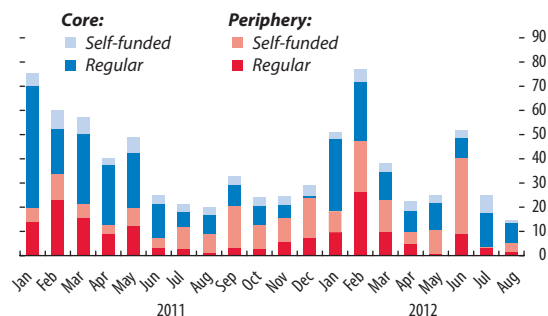 Core: Periphery:
Self-funded Self-funded
Regular Regular
90
80
70
60
50
40
30
20
10
0
Jan Feb Mar Apr May Jun Jul Aug Sep Oct Nov Dec Jan Feb Mar Apr May Jun Jul Aug
2011 2012